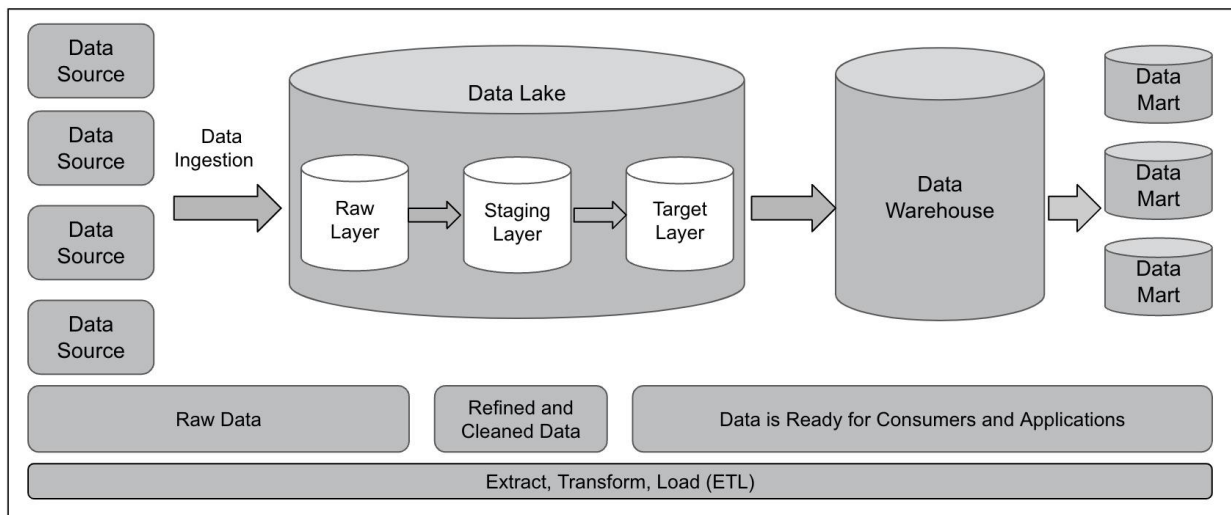 Data
Source
Data
Source
Data
Source
Data
Source
Data
Ingestion
Data Lake
Raw
Layer
Staging
Layer
Target
Layer
Data
Warehouse
Data
Mart
Data
Mart
Data
Mart
Raw Data
Refined and
Cleaned Data
Data is Ready for Consumers and Applications
Extract, Transform, Load (ETL)